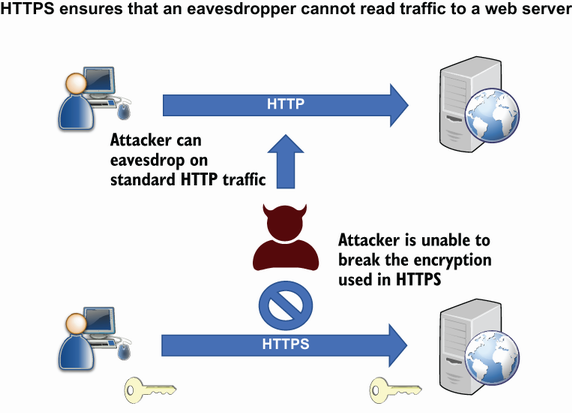 HTTPS ensures that an eavesdropper cannot read traffic to a web server
HTTP
Attacker can
eavesdrop on
standard HTTP traffic
Attacker is unable to
break the encryption
used in HTTPS
HTTPS